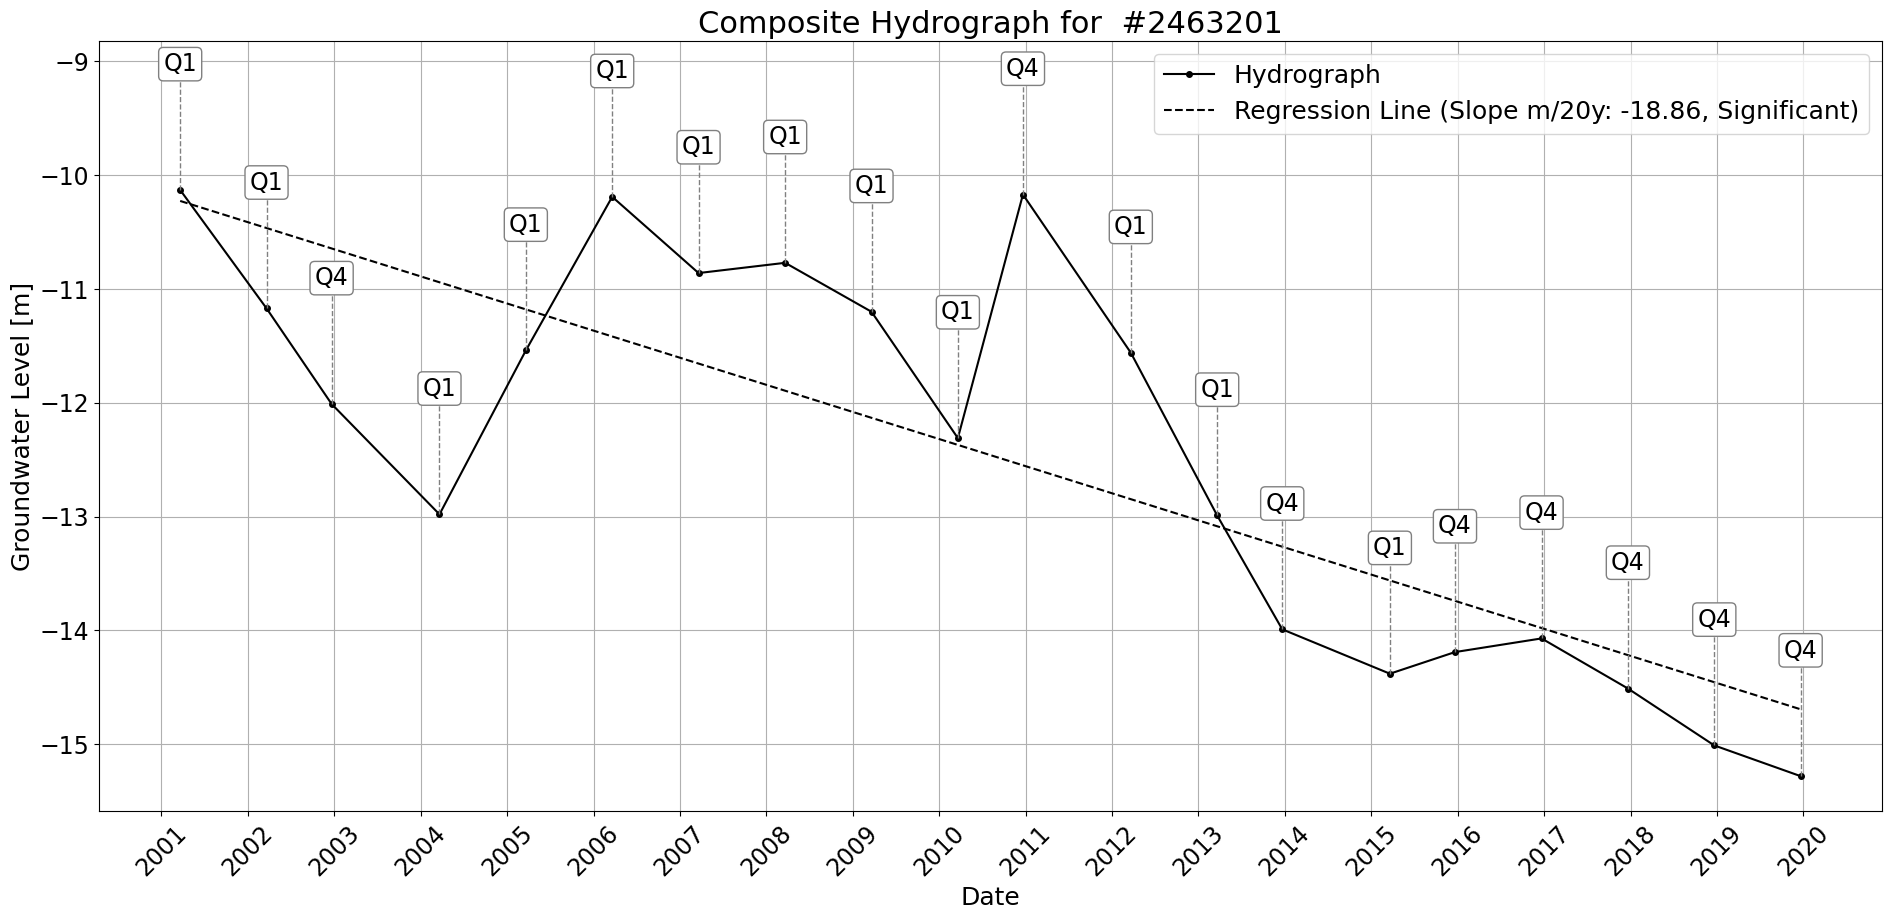 Composite Hydrograph for  #2463201
Hydrograph
Regression Line (Slope m/20y: -18.86, Significant)
Groundwater Level [m]
−9
−10
−11
−12
−13
−14
−15
Q1
Q1
Q4
Q1
Q1
Q1
Q1
Q1
Q1
Q1
Q4
Q1
Q1
Q4
Q1
Q4
Q4
Q4
Q4
Q4
2001
2002
2003
2004
2005
2006
2007
2008
2009
2010
2011
2012
2013
2014
2015
2016
2017
2018
2019
2020
Date